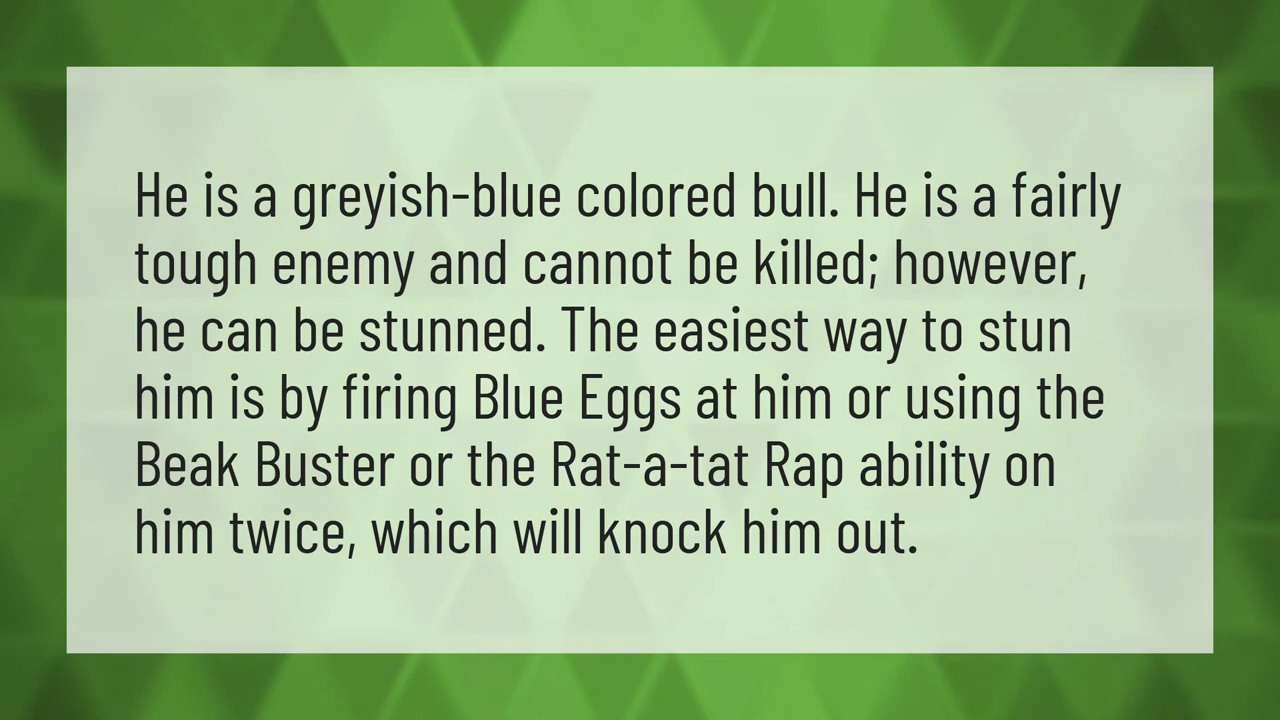 He is a greyish-blue colored bull. He is a fairly
tough enemy and cannot be killed; however,
he can be stunned. The easiest way to stun
him is by firing Blue Eggs at him or using the
Beak Buster or the Rat-a-tat Rap ability on
him twice, which will knock him out.